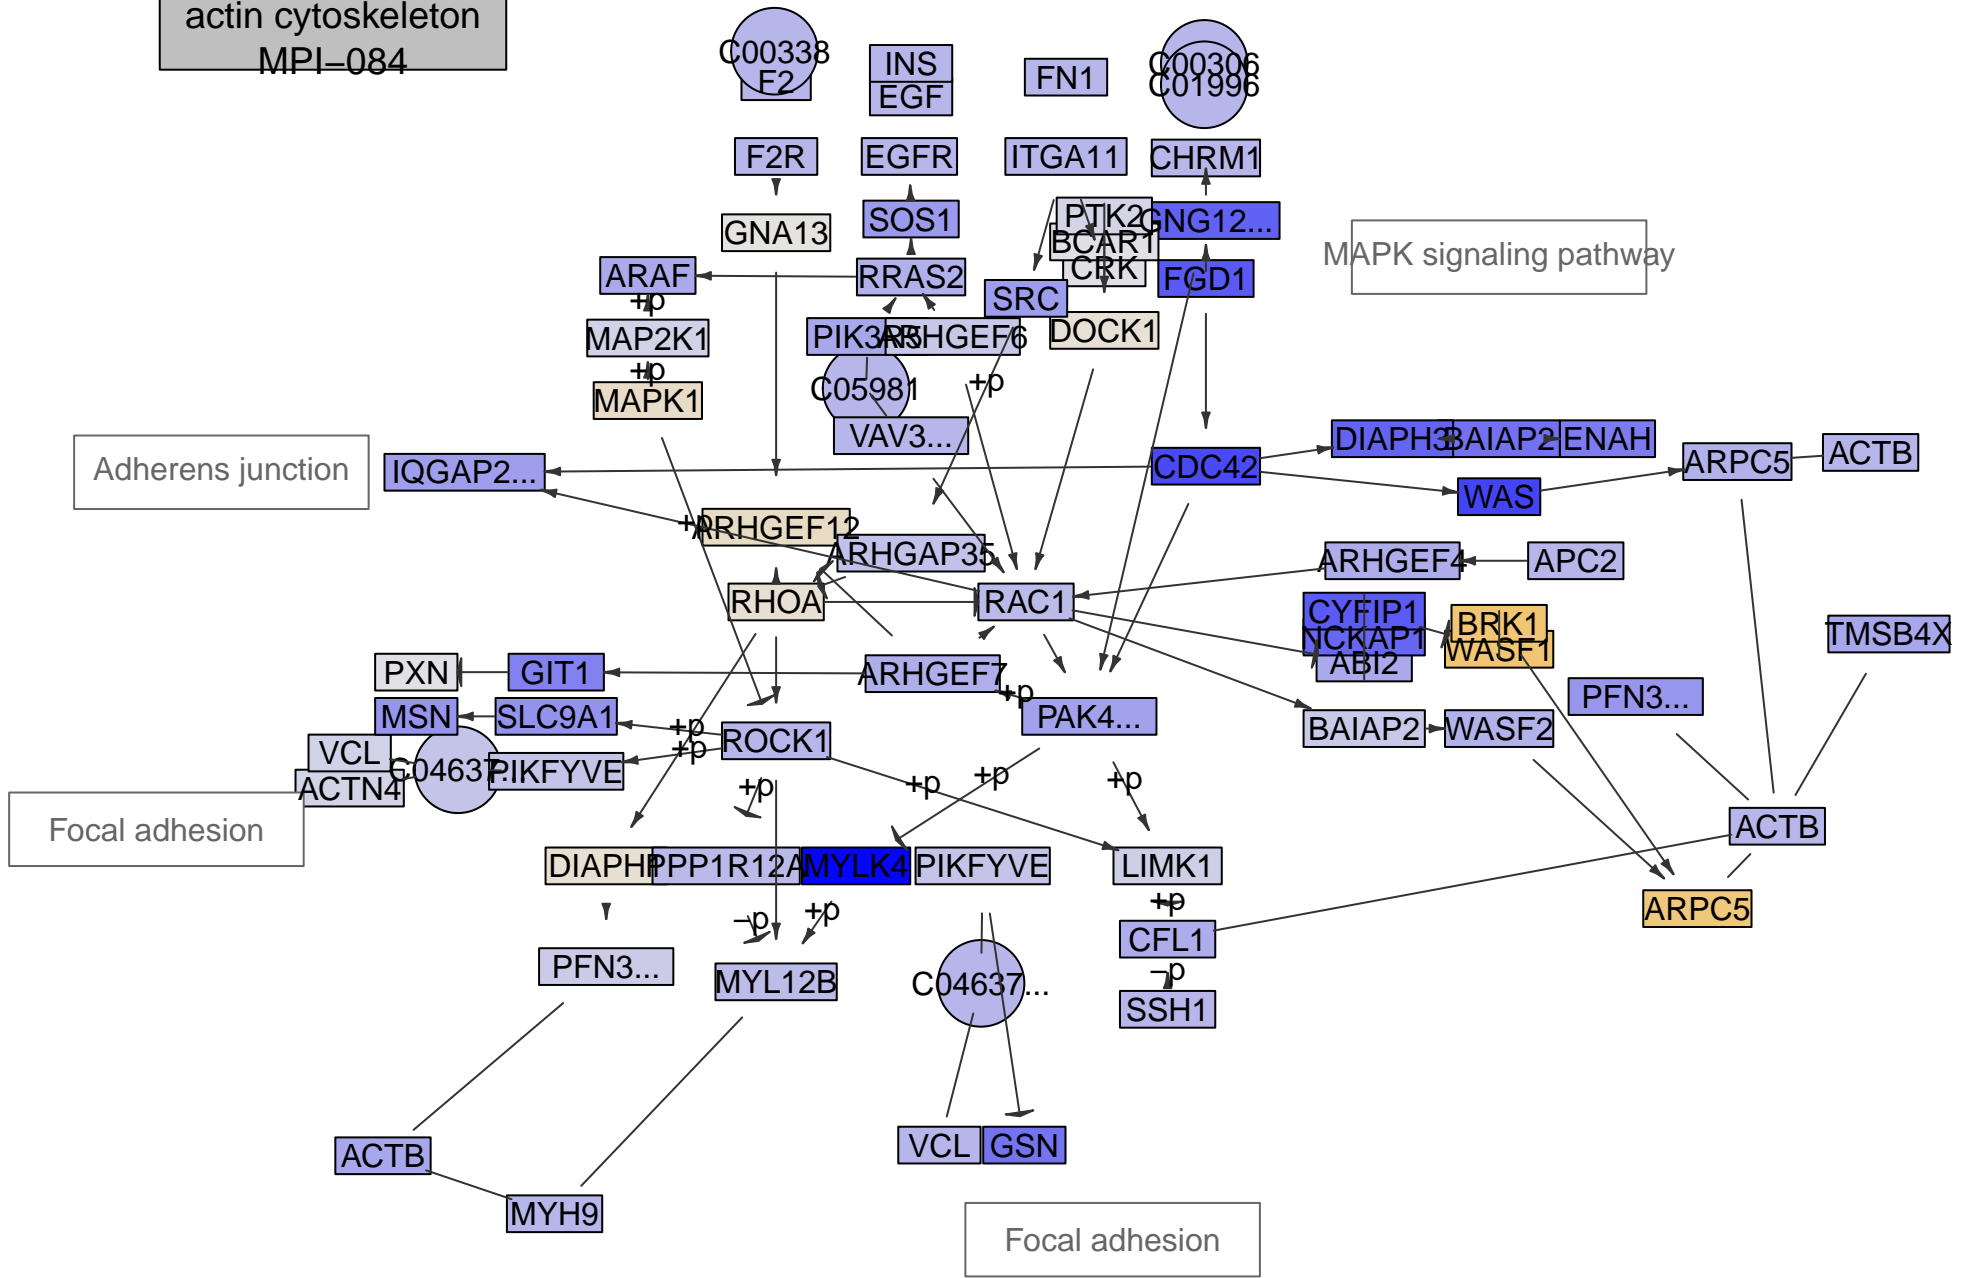 actin cytoskeleton
MPI−084
C00338
F2
INS
EGF
FN1
C00306
C01996
F2R
EGFR
ITGA11
CHRM1
GNA13
SOS1
PTK2
BCAR1
CRK
GNG12...
MAPK signaling pathway
ARAF
RRAS2
SRC
FGD1
+p
MAP2K1
ARHGEF6
DOCK1
+p
MAPK1
C05981
+p
VAV3...
Adherens junction
IQGAP2...
CDC42
DIAPH3
BAIAP2
ENAH
ARPC5
ACTB
WAS
+p
ARHGEF12
ARHGAP35
ARHGEF4
APC2
RHOA
RAC1
CYFIP1
NCKAP1
ABI2
BRK1
WASF1
TMSB4X
PXN
GIT1
ARHGEF7
+p
PFN3...
MSN
SLC9A1
+p
ROCK1
PAK4...
BAIAP2
WASF2
VCL
ACTN4
C04637...
PIKFYVE
+p
+p
+p
+p
+p
Focal adhesion
ACTB
PPP1R12A
MYLK4
PIKFYVE
LIMK1
−p
+p
+p
ARPC5
CFL1
PFN3...
MYL12B
C04637...
−p
SSH1
ACTB
VCL
GSN
MYH9
Focal adhesion